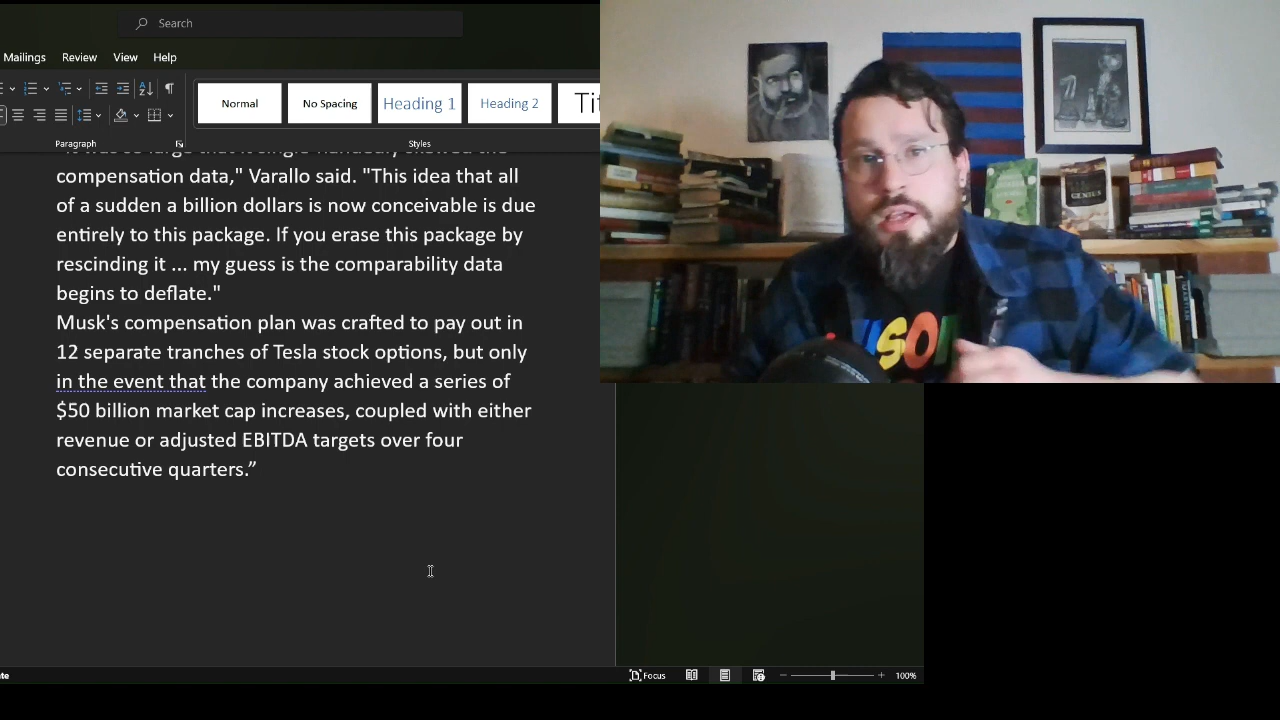 Search
Mailings Review View Help
Normal
No Spacing
Heading 1
Heading 2
Paragraph
Styles
compensation data," Varallo said. "This idea that all
of a sudden a billion dollars is now conceivable is due
entirely to this package. If you erase this package by
rescinding it ... my guess is the comparability data
begins to deflate."
Musk's compensation plan was crafted to pay out in
12 separate tranches of Tesla stock options, but only
in the event that the company achieved a series of
$50 billion market cap increases, coupled with either
revenue or adjusted EBITDA targets over four
consecutive quarters.”
GENIUS
Focus
100%